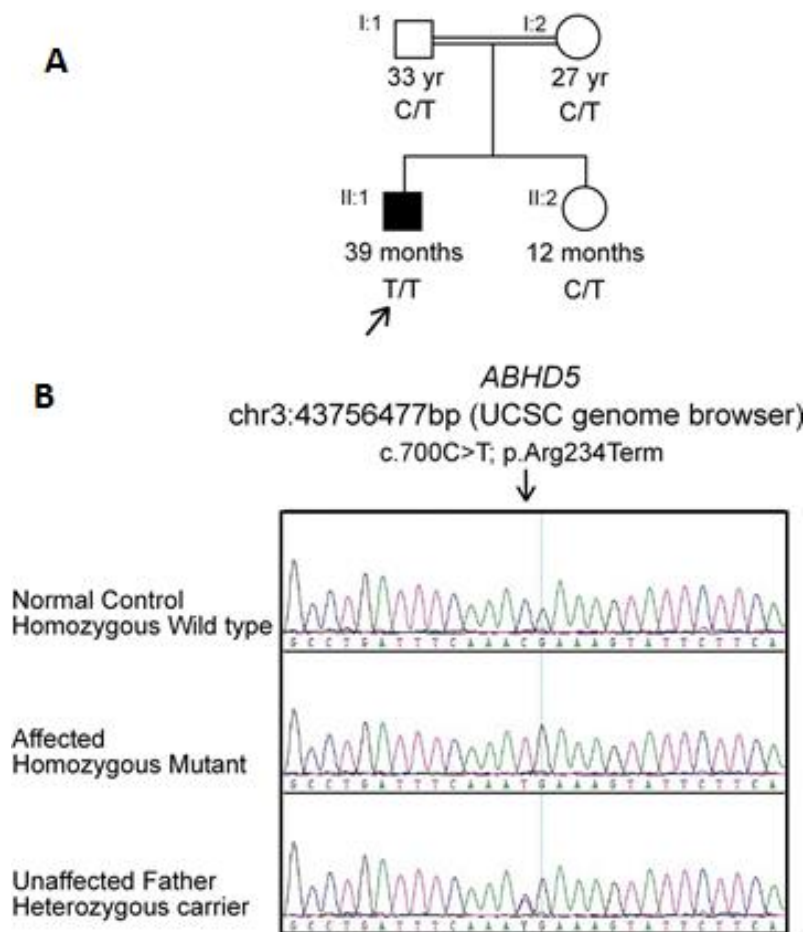 A
I:1
I:2
33 yr
27 yr
C/T
C/T
II:1
II:2
39 months
12 months
T/T
C/T
B
ABHD5
chr3:43756477bp (UCSC genome browser)
c.700C>T; p.Arg234Term
Normal Control
Homozygous Wild type
G C C T G A T T T C A A A C G A A A G T A T T C T T C A
Affected
Homozygous Mutant
G C C T G A T T T C A A A T G A A A G T A T T C T T C A
Unaffected Father
Heterozygous carrier
G C C T G A T T T C A A A Y G A A A G T A T T C T T C A